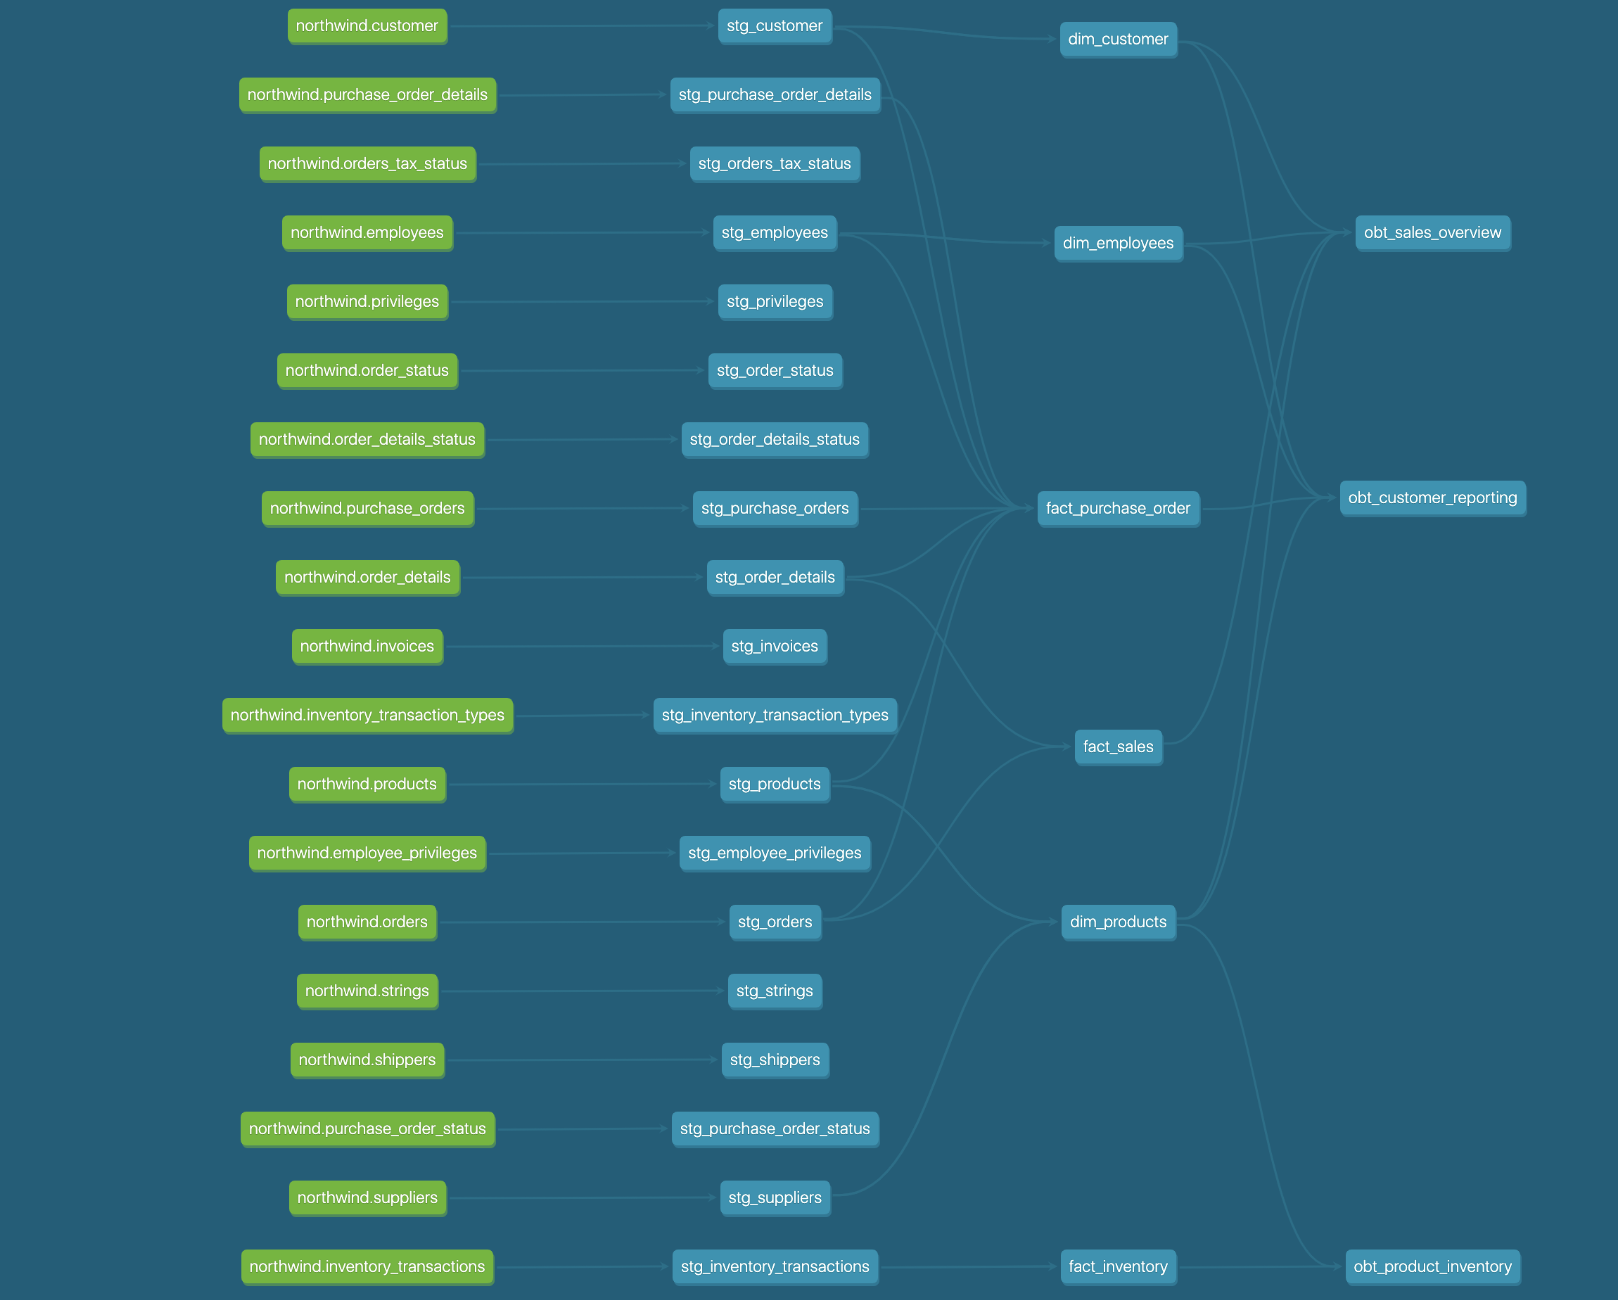 northwind.customer
stg_customer
dim_customer
northwind.purchase_order_details
stg_purchase_order_details
northwind.orders_tax_status
stg_orders_tax_status
northwind.employees
stg_employees
dim_employees
obt_sales_overview
northwind.privileges
stg_privileges
northwind.order_status
stg_order_status
northwind.order_details_status
stg_order_details_status
northwind.purchase_orders
stg_purchase_orders
fact_purchase_order
obt_customer_reporting
northwind.order_details
stg_order_details
northwind.invoices
stg_invoices
northwind.inventory_transaction_types
stg_inventory_transaction_types
fact_sales
northwind.products
stg_products
northwind.employee_privileges
stg_employee_privileges
northwind.orders
stg_orders
dim_products
northwind.strings
stg_strings
northwind.shippers
stg_shippers
northwind.purchase_order_status
stg_purchase_order_status
northwind.suppliers
stg_suppliers
northwind.inventory_transactions
stg_inventory_transactions
fact_inventory
obt_product_inventory